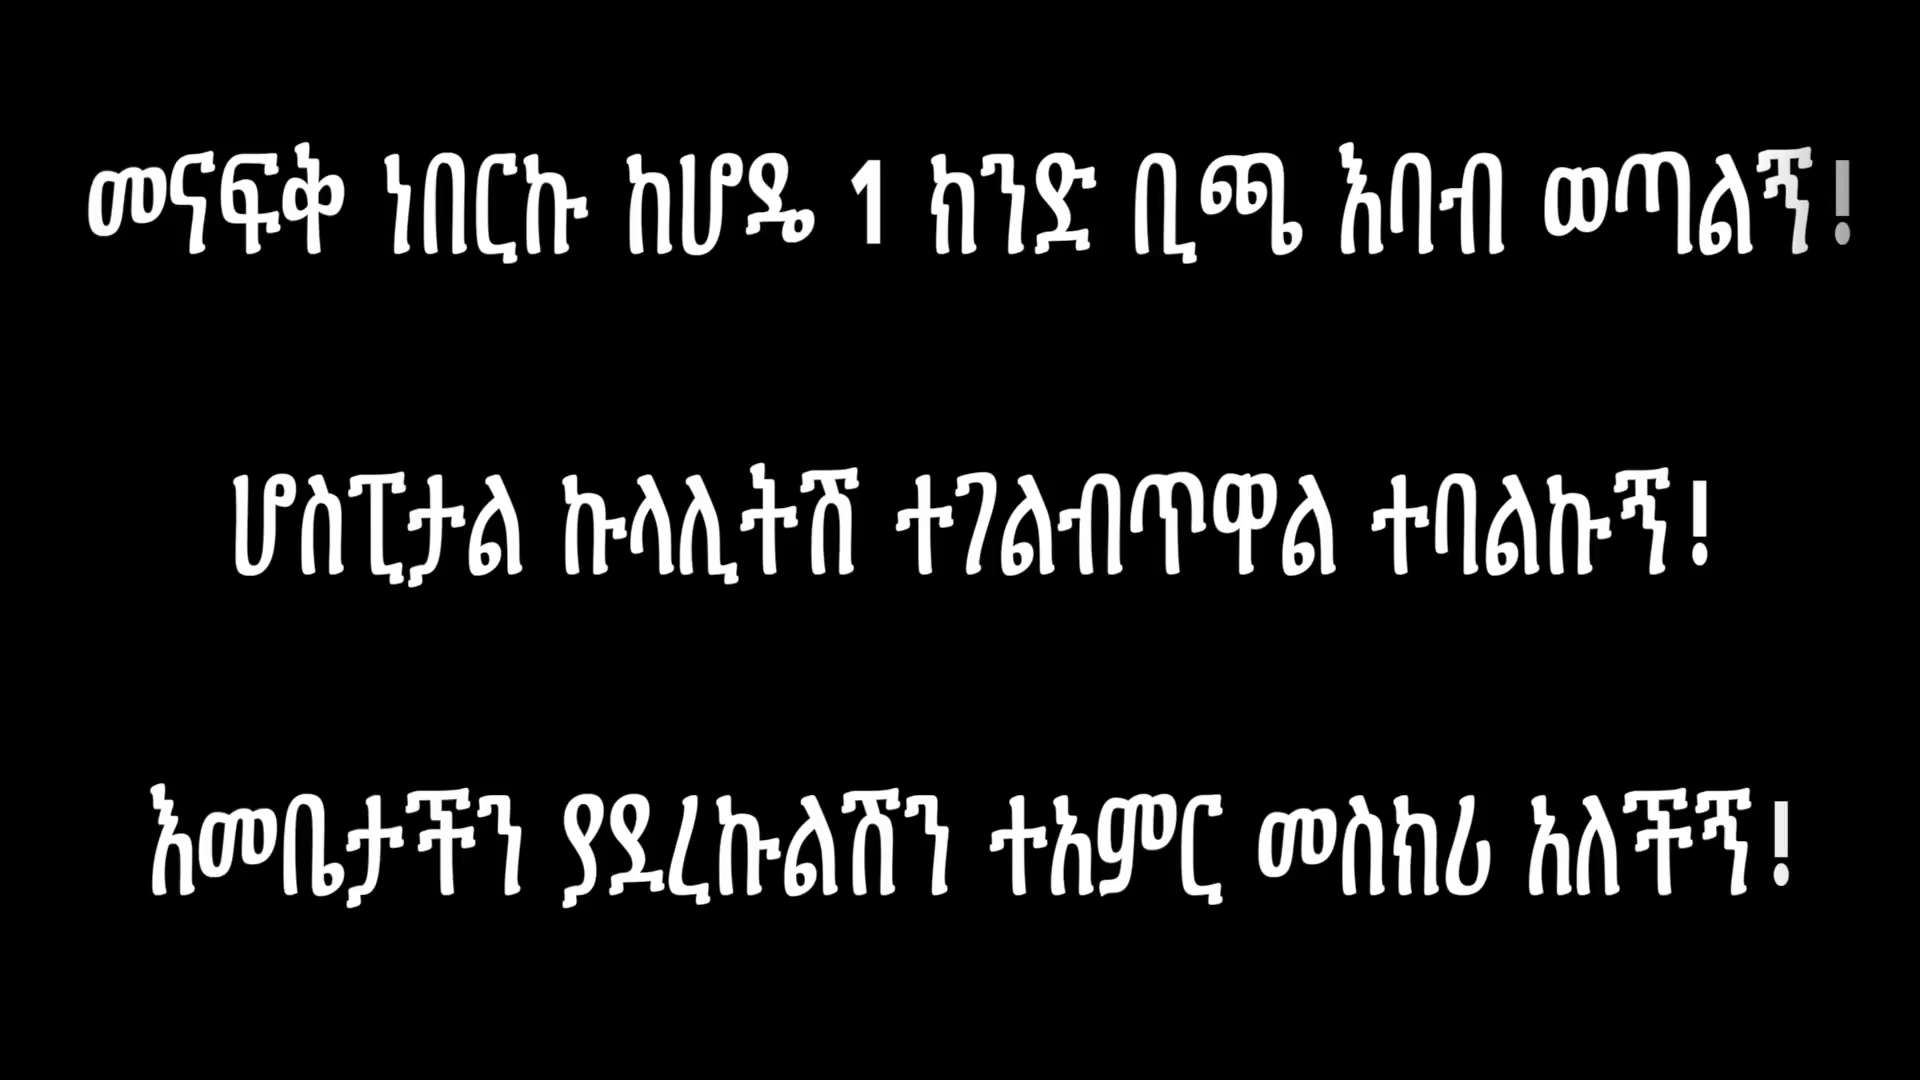 መናፍቅ ነበርኩ ከሆዴ 1 ክንድ ቢጫ እባብ ወጣልኝ!
ሆስፒታል ኩላሊትሽ ተገልብጥዋል ተባልኩኝ!
እመቤታችን ያደረኩልሽን ተአምር መስክሪ አለችኝ!